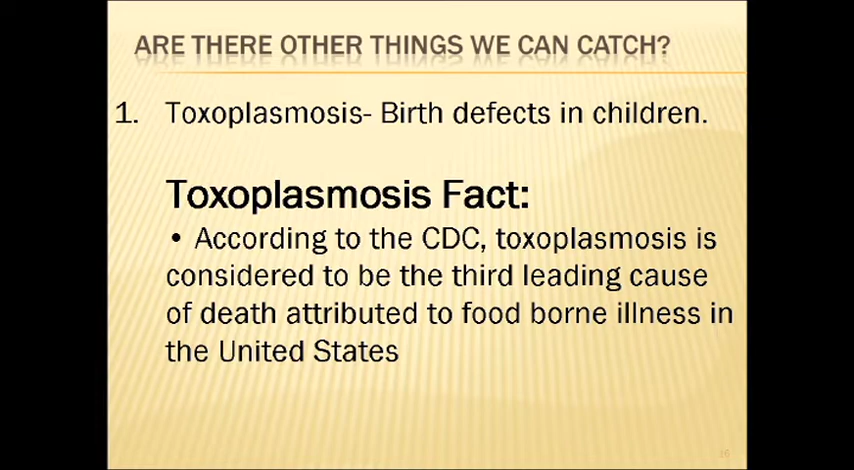 ARE THERE OTHER THINGS WE CAN CATCH?
1. Toxoplasmosis- Birth defects in children.
Toxoplasmosis Fact:
• According to the CDC, toxoplasmosis is
considered to be the third leading cause
of death attributed to food borne illness in
the United States
16